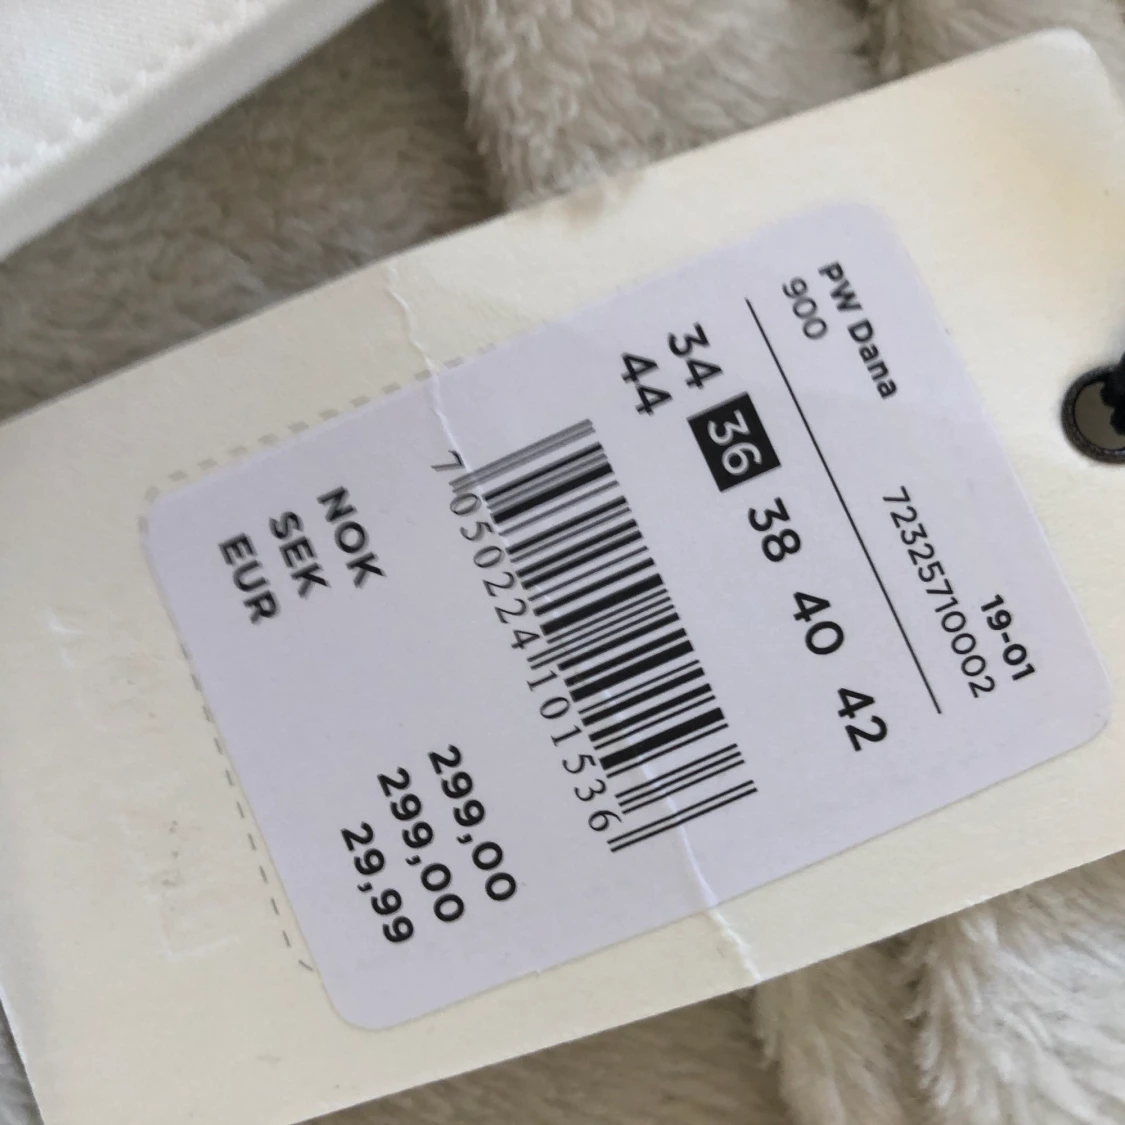 19-01
PW Dana 72325710002
900
34 36 38 40 42
44
7050224101536
NOK 299,00
SEK 299,00
EUR 29,99